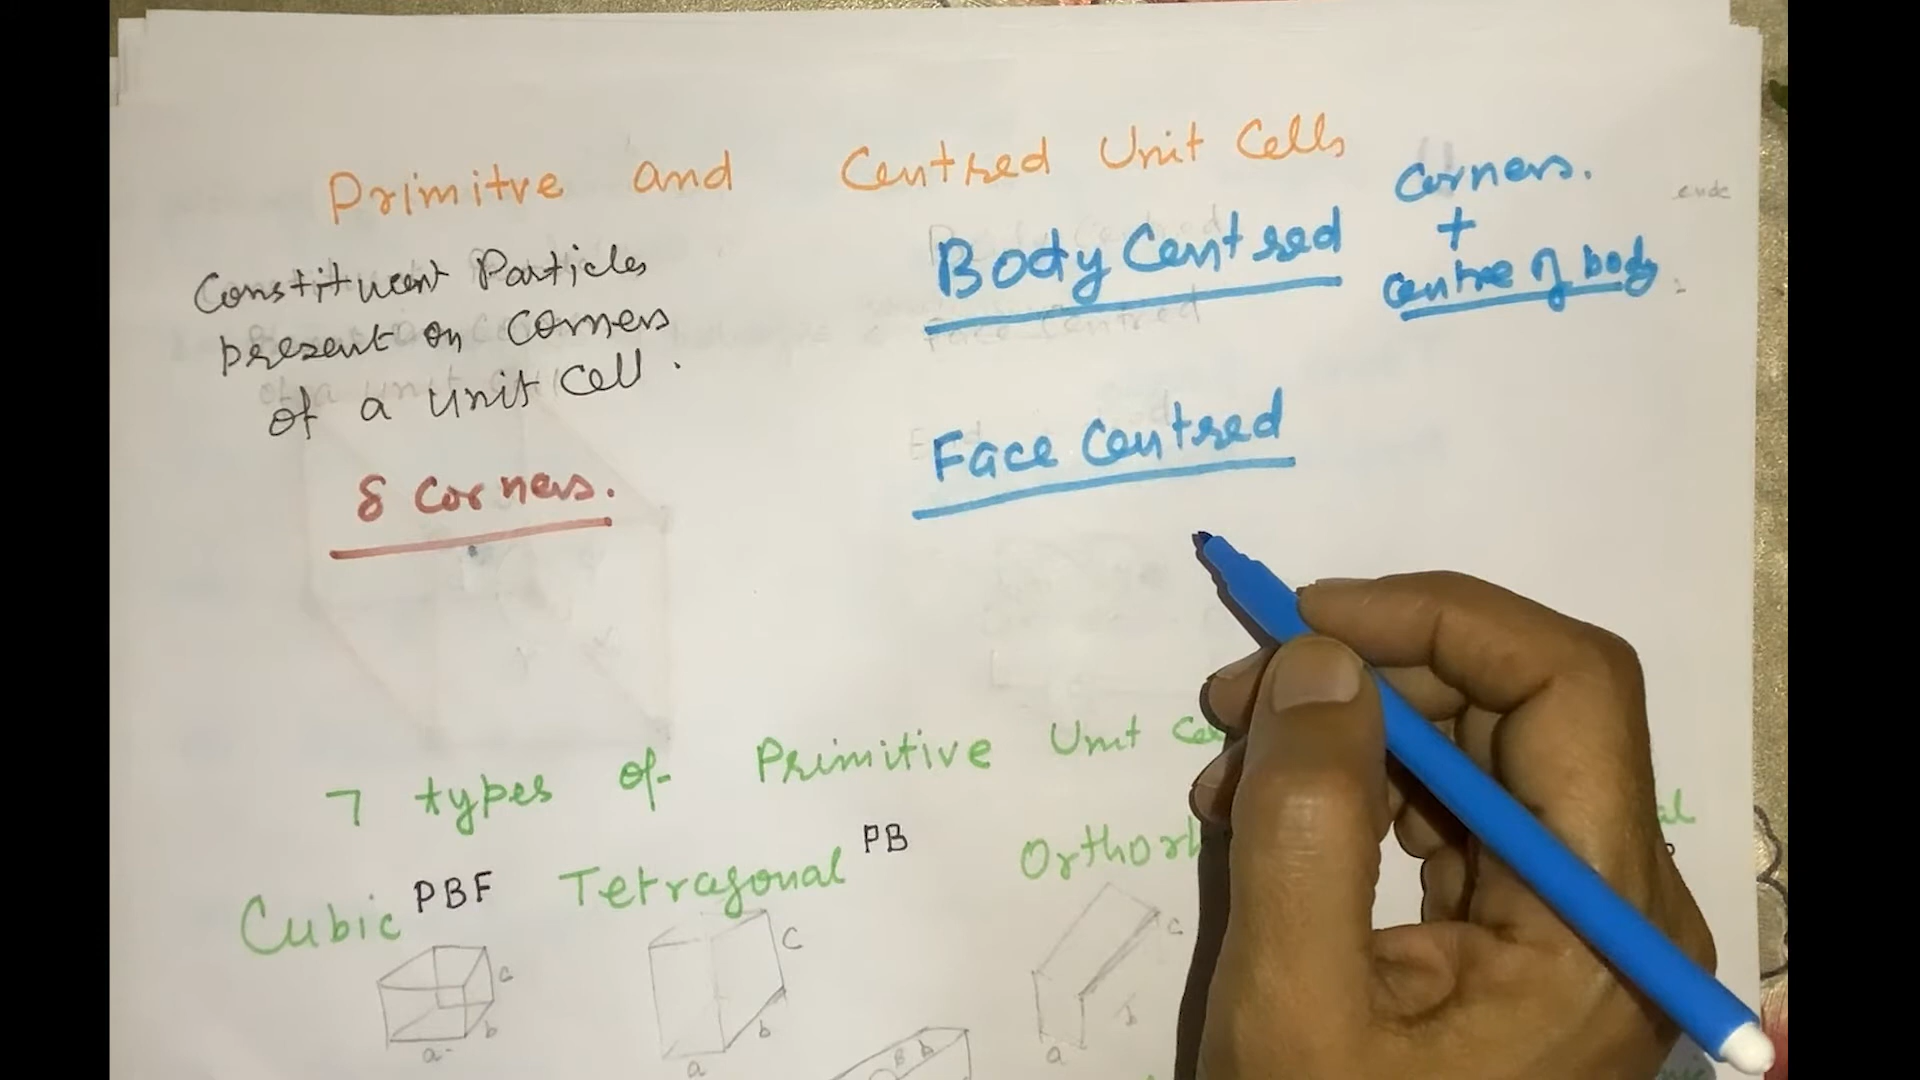 Primitve and Centred Unit Cells
Constituent Particles
present on corners
of a unit cell.
8 Corners.
Body Centred
corners.
+
centre of body
Face Centred
7 types of Primitive Unit
Cubic PBF
Tetragonal PB
a
b
c
a
b
c
a
b
c